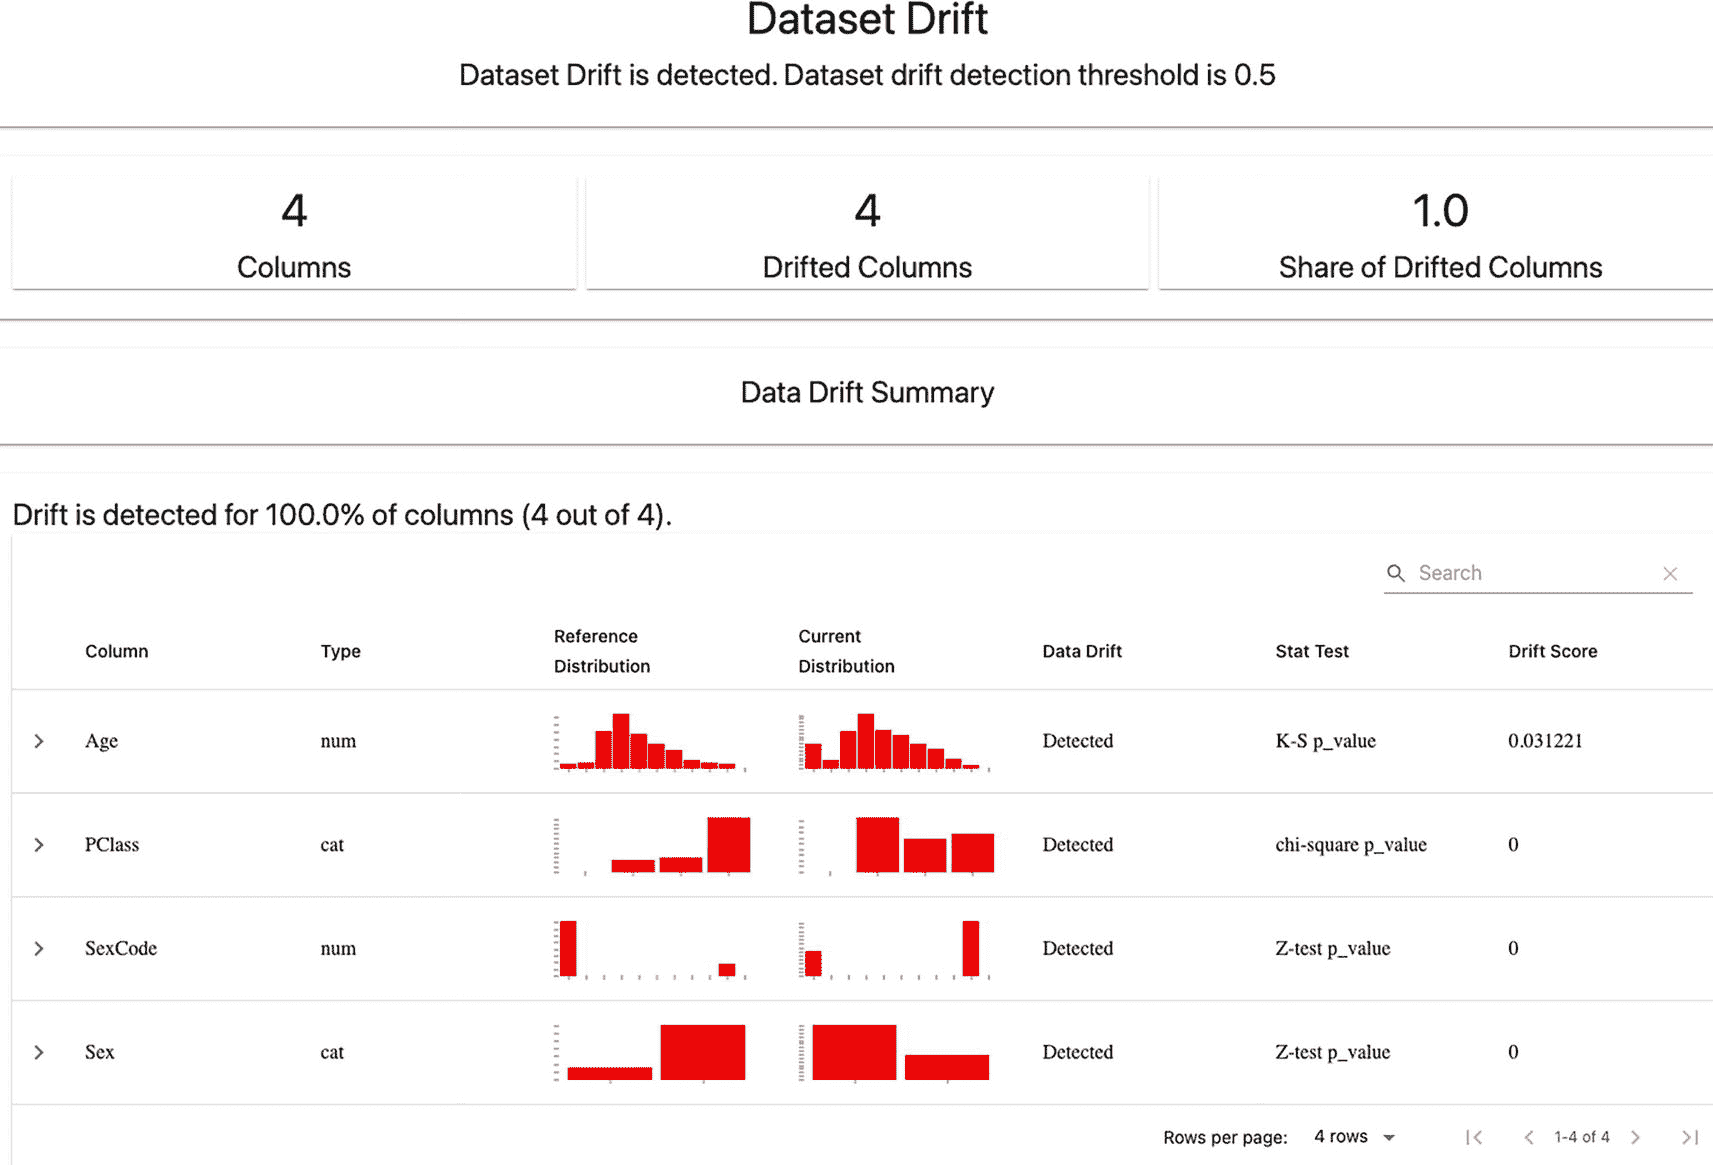 Dataset Drift
Dataset Drift is detected. Dataset drift detection threshold is 0.5
4
Columns
4
Drifted Columns
1.0
Share of Drifted Columns
Data Drift Summary
Drift is detected for 100.0% of columns (4 out of 4).
Search
Column Type Reference Distribution Current Distribution Data Drift Stat Test Drift Score
Age num Detected K-S p_value 0.031221
PClass cat Detected chi-square p_value 0
SexCode num Detected Z-test p_value 0
Sex cat Detected Z-test p_value 0
Rows per page: 4 rows 1-4 of 4